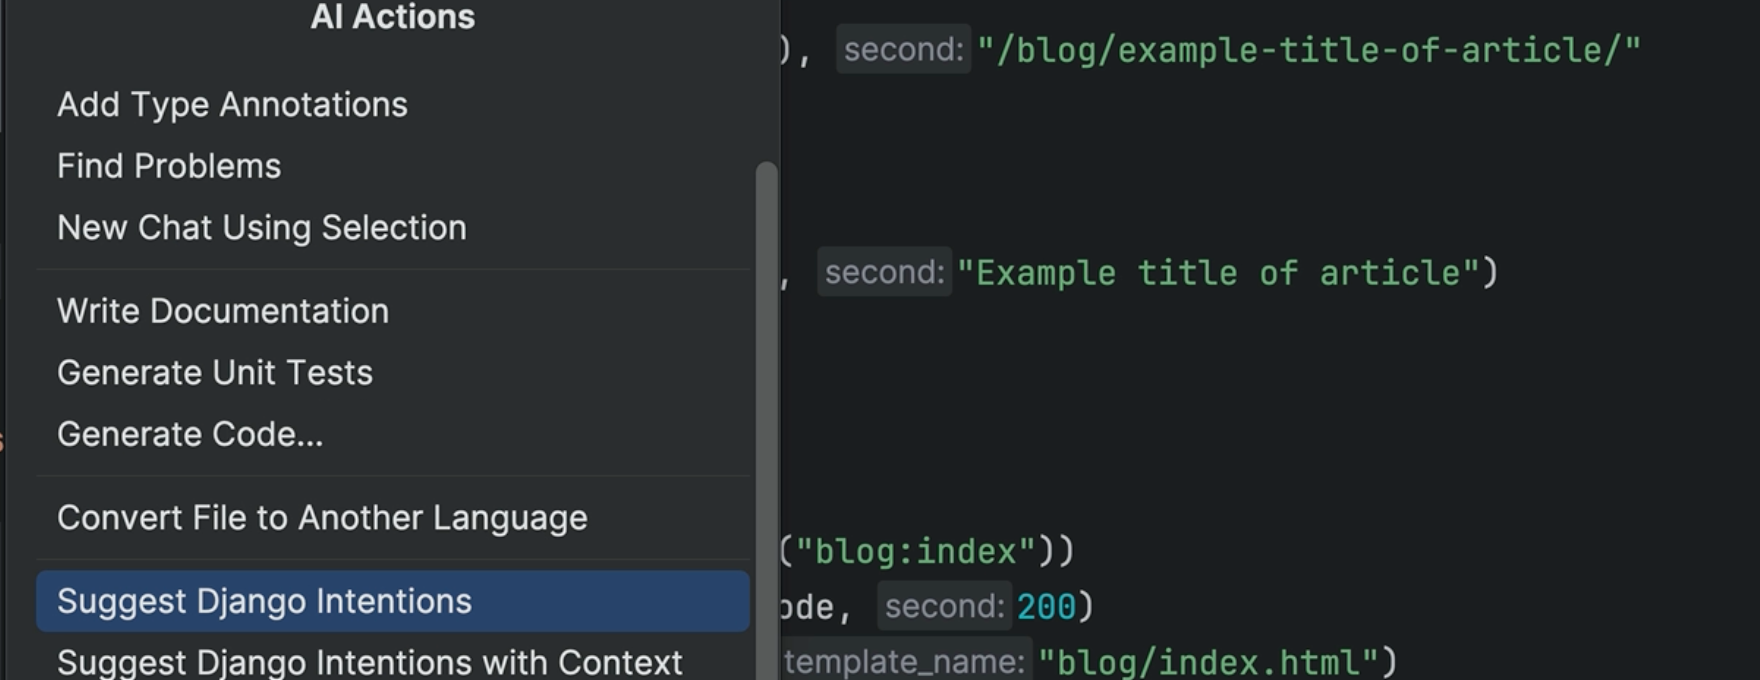 AI Actions
Add Type Annotations
Find Problems
New Chat Using Selection
Write Documentation
Generate Unit Tests
Generate Code...
Convert File to Another Language
Suggest Django Intentions
Suggest Django Intentions with Context
), second: "/blog/example-title-of-article/"
, second: "Example title of article")
("blog:index"))
ode, second: 200)
template_name: "blog/index.html")